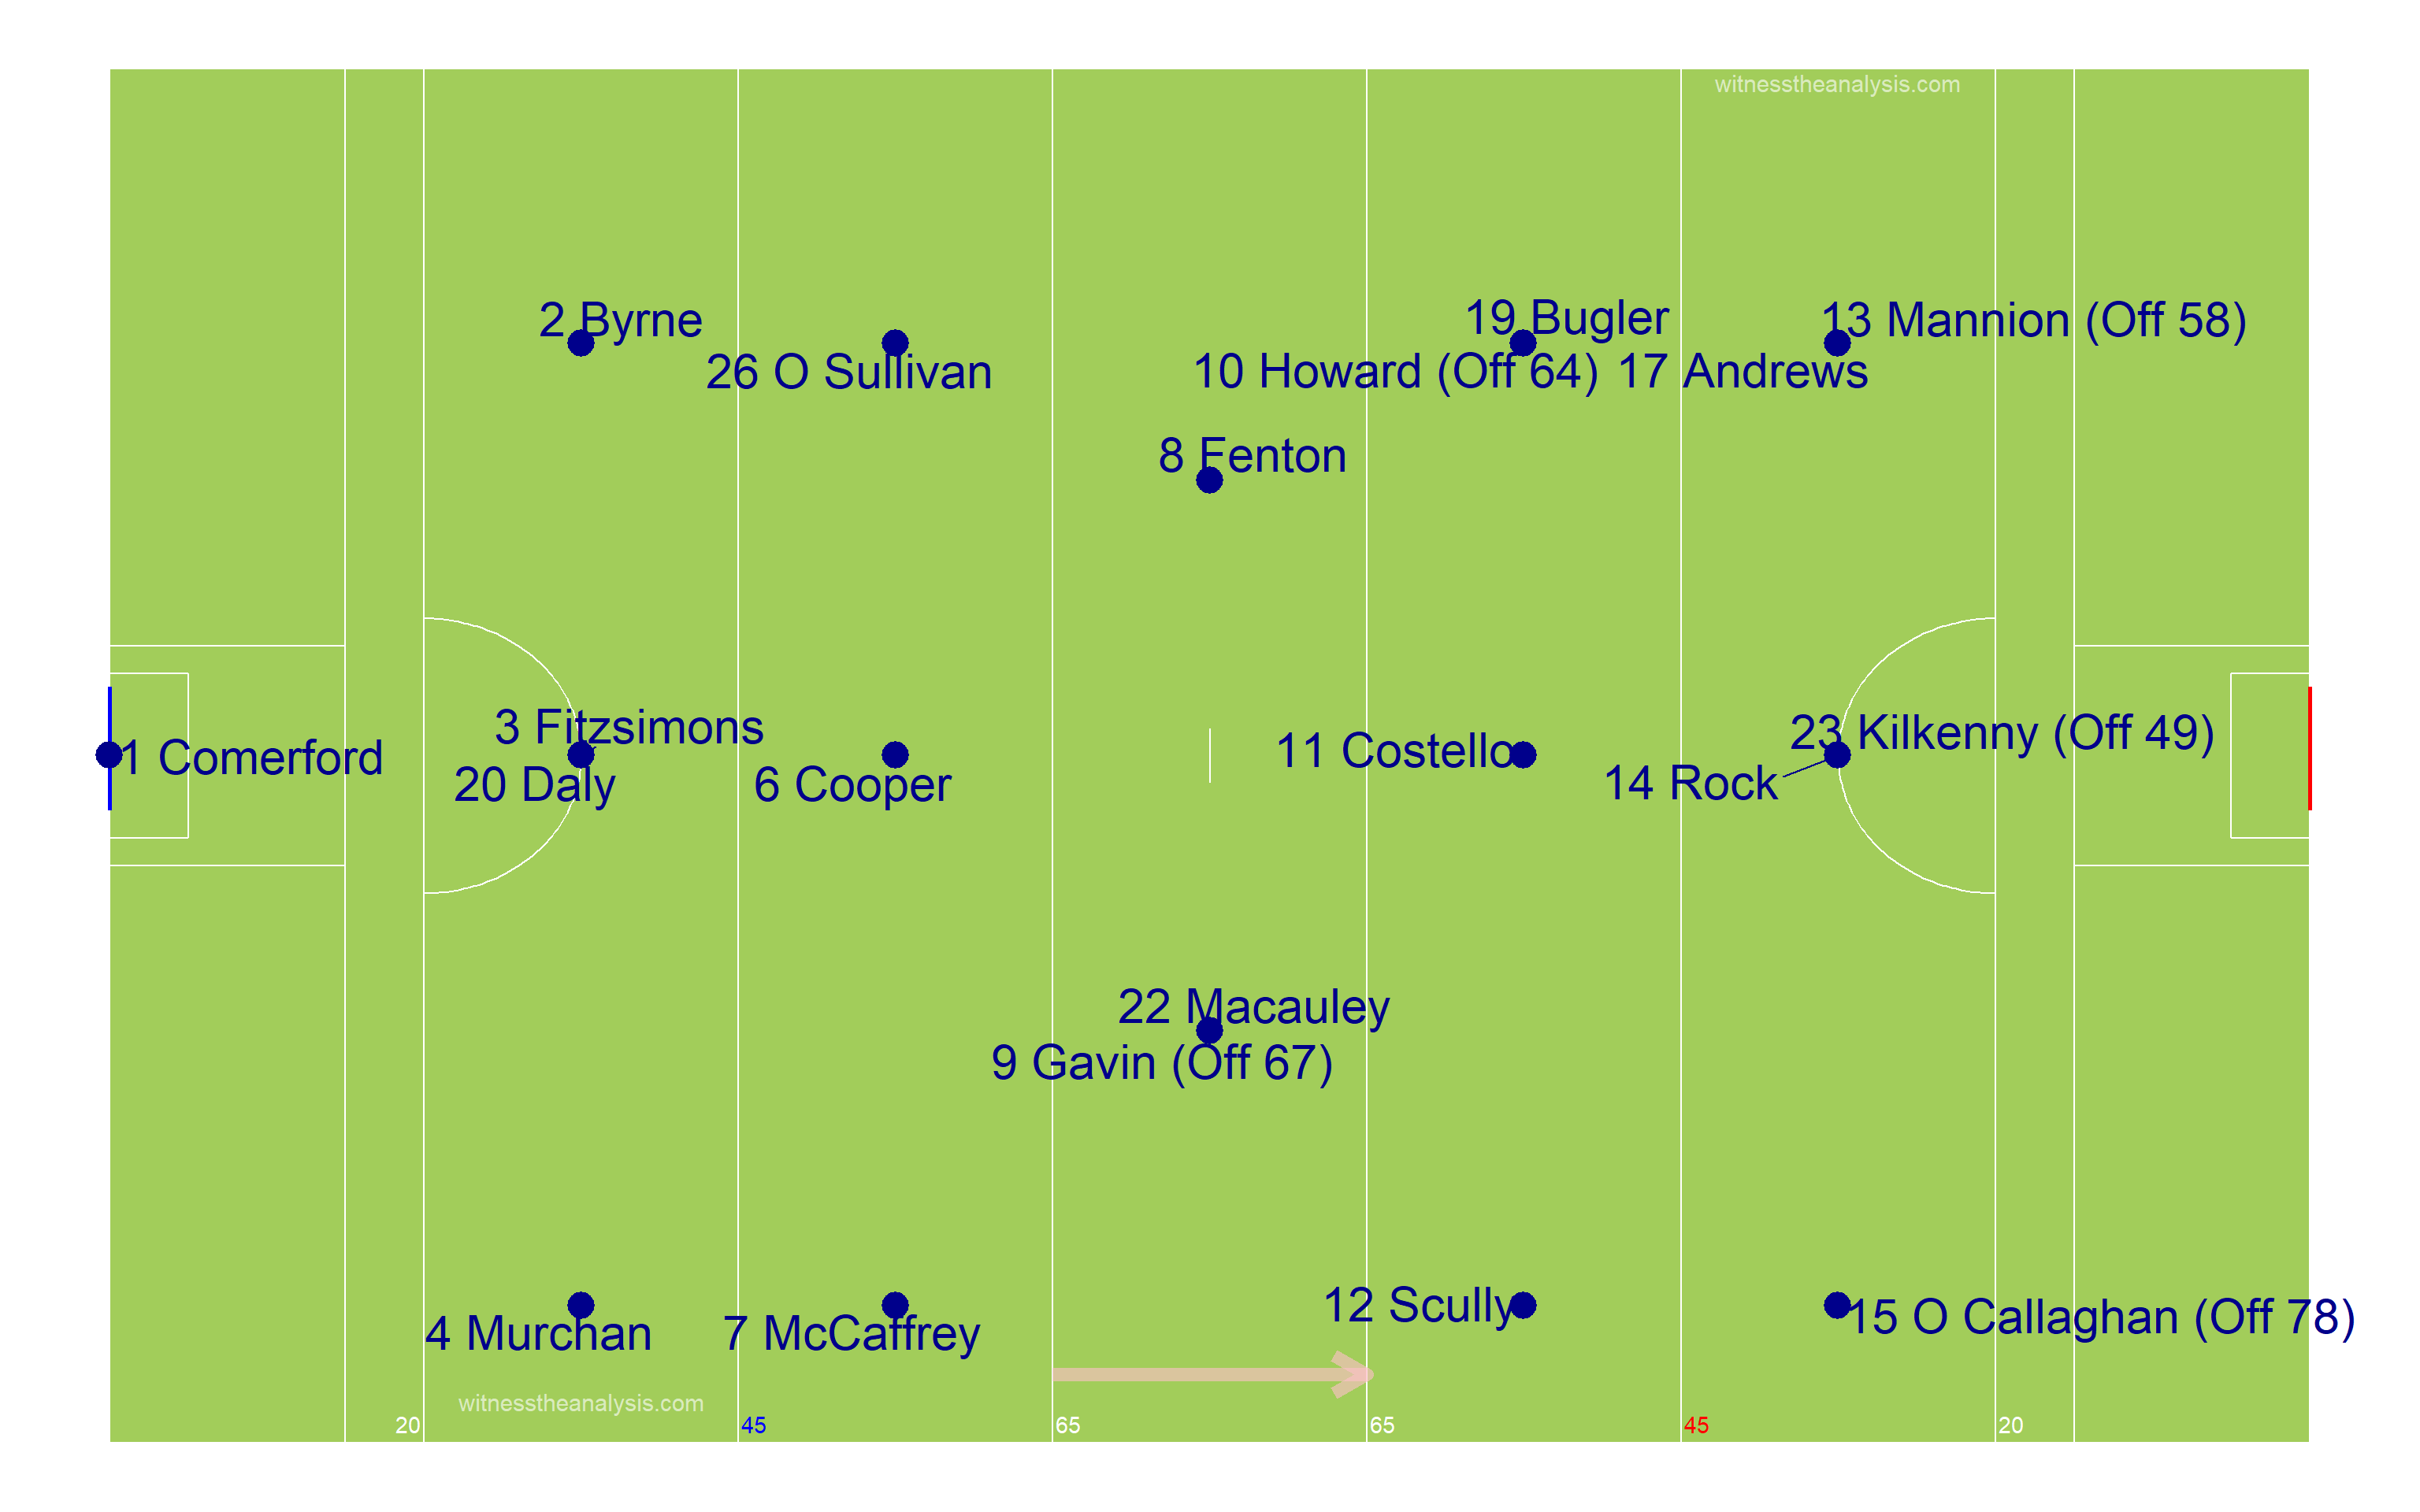 witnesstheanalysis.com
2 Byrne
19 Bugler
13 Mannion (Off 58)
26 O Sullivan
10 Howard (Off 64)
17 Andrews
8 Fenton
3 Fitzsimons
23 Kilkenny (Off 49)
1 Comerford
11 Costello
20 Daly
6 Cooper
14 Rock
22 Macauley
9 Gavin (Off 67)
12 Scully
15 O Callaghan (Off 78)
4 Murchan
7 McCaffrey
witnesstheanalysis.com
20
45
65
65
45
20